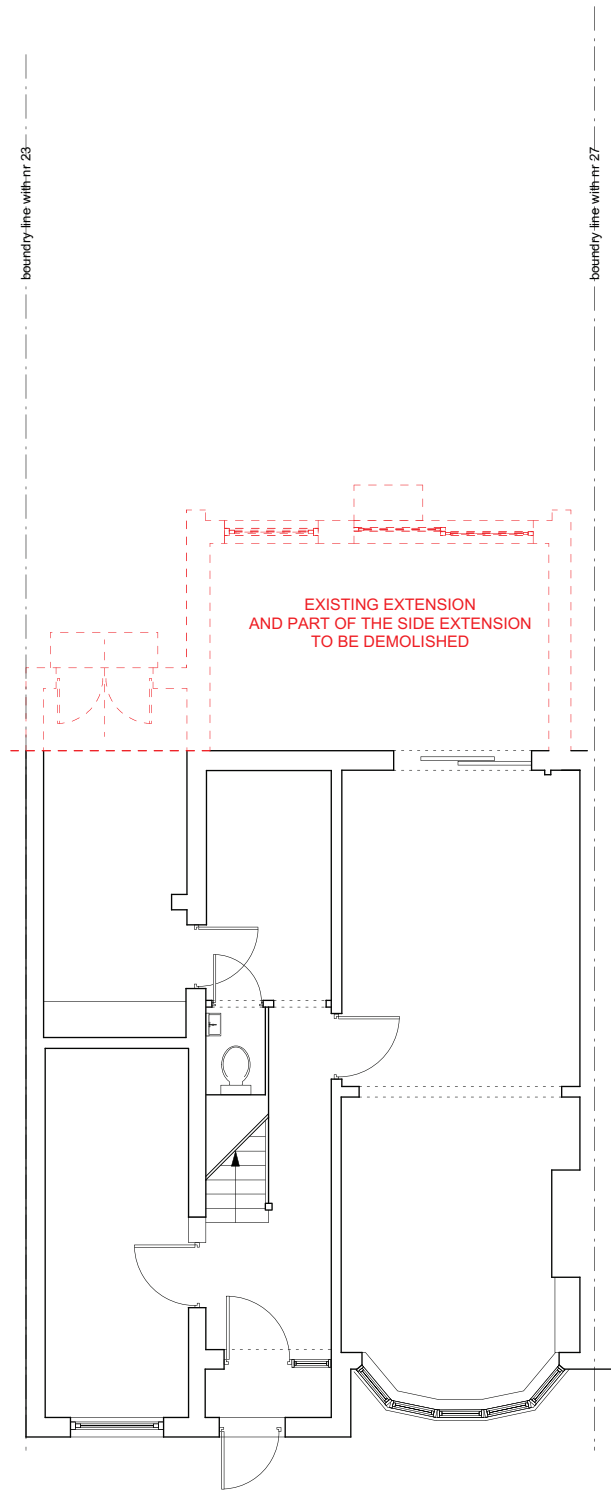 boundry line with nr 23
boundry line with nr 27
EXISTING EXTENSION
AND PART OF THE SIDE EXTENSION
TO BE DEMOLISHED